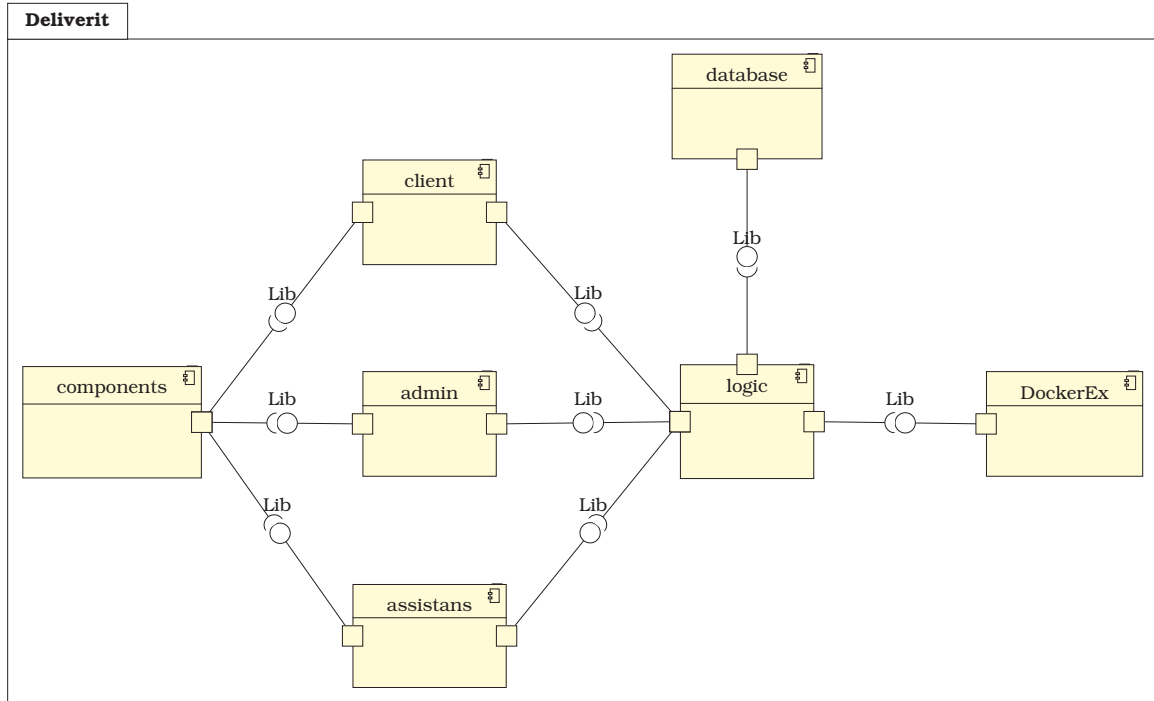 Deliverit
database
client
Lib
Lib
Lib
components
Lib
admin
Lib
logic
Lib
DockerEx
Lib
Lib
assistans